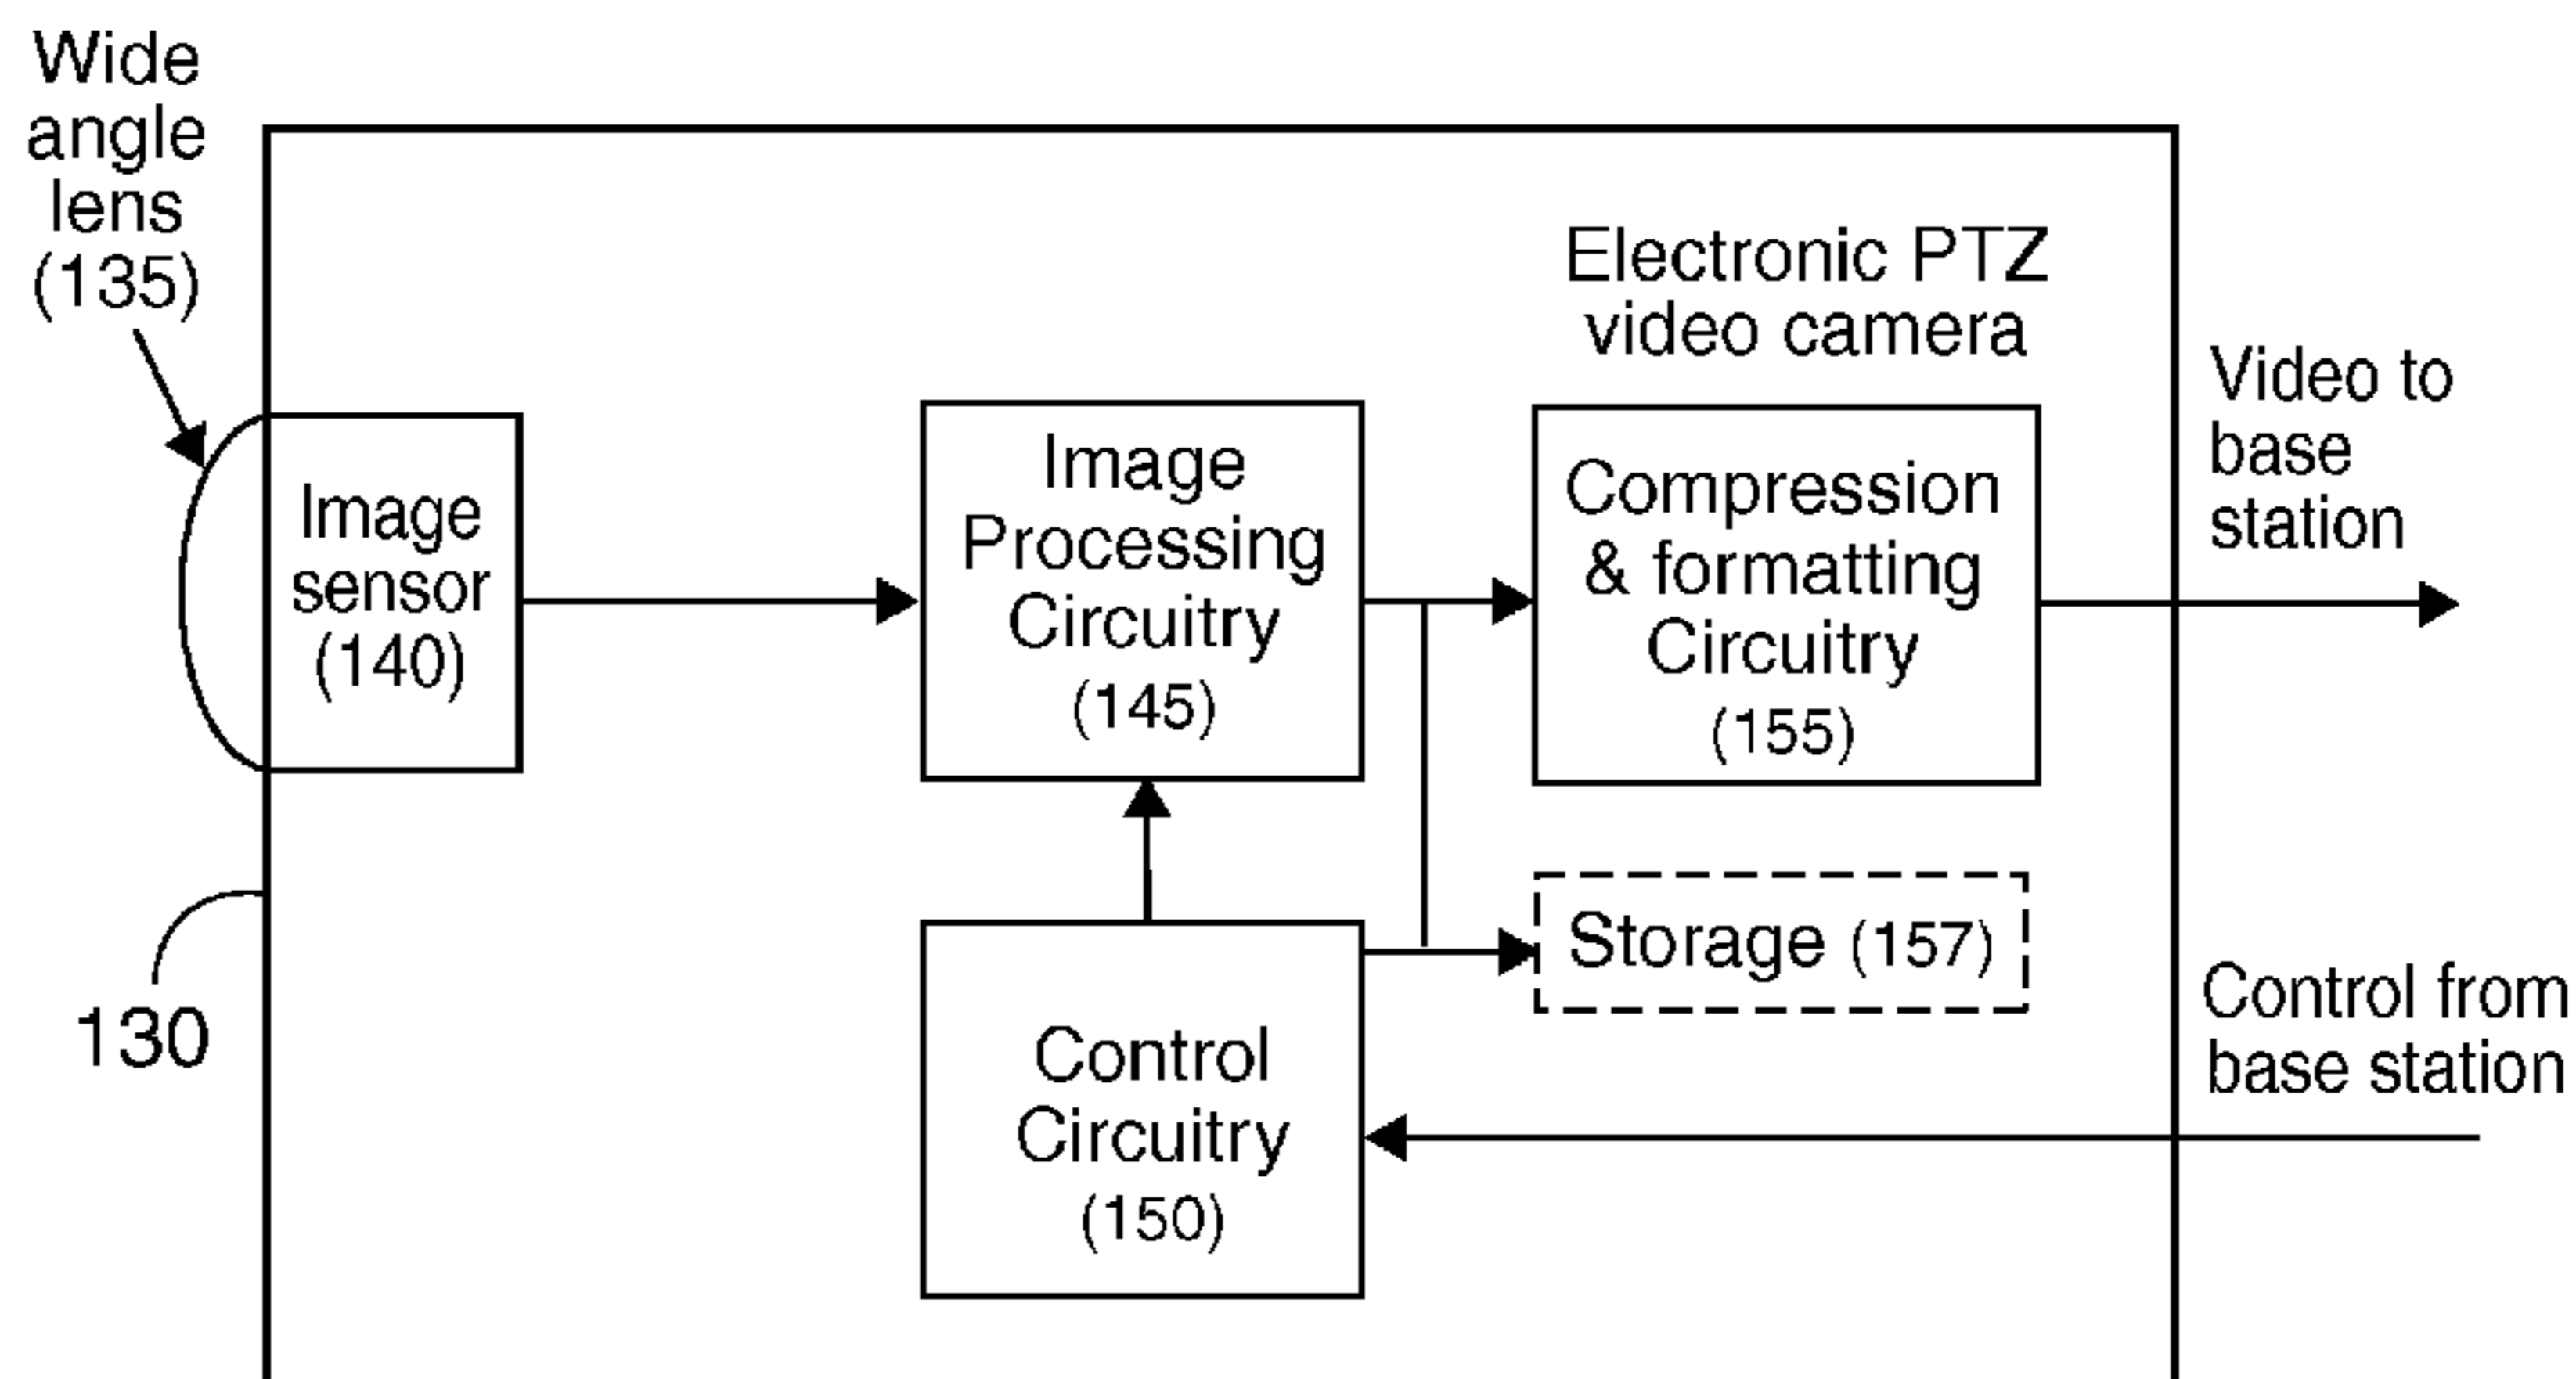 Wide
angle
lens
(135)
Electronic PTZ
video camera
Image
sensor
(140)
Image
Processing
Circuitry
(145)
Compression
& formatting
Circuitry
(155)
Video to
base
station
Storage (157)
130
Control
Circuitry
(150)
Control from
base station